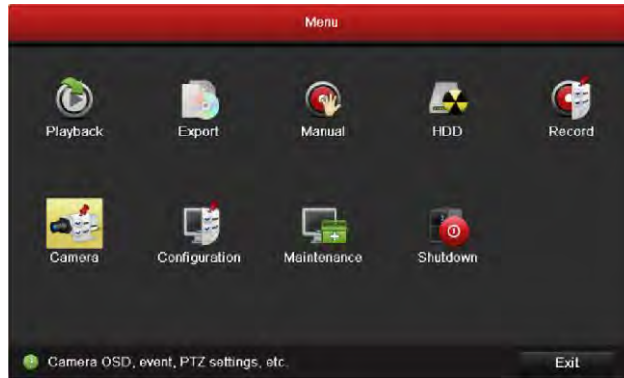 Menu
Playback Export Manual HDD Record
Camera Configuration Maintenance Shutdown
Camera OSD, event, PTZ settings, etc. Exit